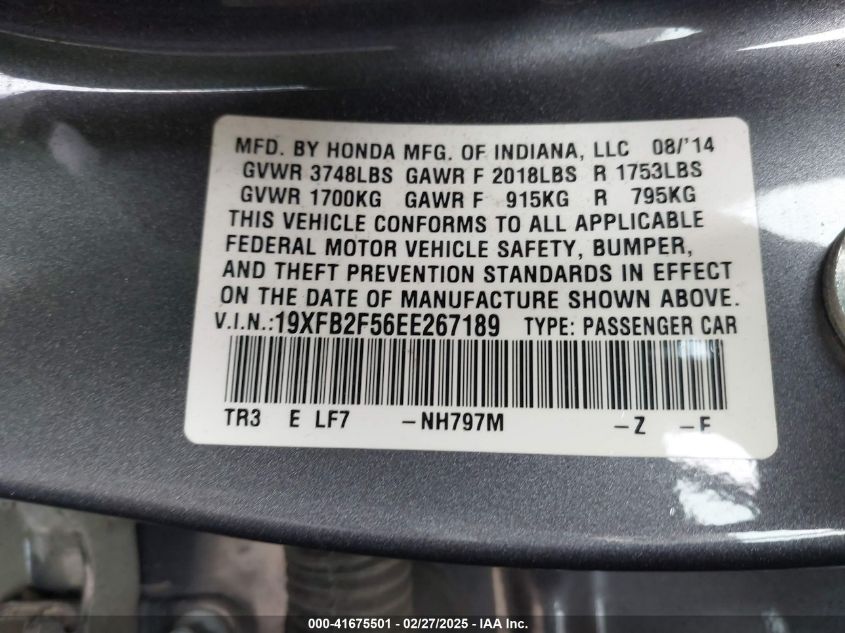 MFD. BY HONDA MFG. OF INDIANA, LLC 08/'14
GVWR 3748LBS GAWR F 2018LBS R 1753LBS
GVWR 1700KG GAWR F 915KG R 795KG
THIS VEHICLE CONFORMS TO ALL APPLICABLE
FEDERAL MOTOR VEHICLE SAFETY, BUMPER,
AND THEFT PREVENTION STANDARDS IN EFFECT
ON THE DATE OF MANUFACTURE SHOWN ABOVE.
V.I.N.:19XFB2F56EE267189 TYPE: PASSENGER CAR
TR3 E LF7 -NH797M -Z -F
000-41675501 - 02/27/2025 - IAA Inc.